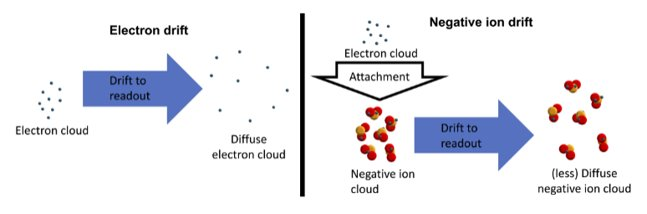 Electron drift
Drift to
readout
Electron cloud
Diffuse
electron cloud
Negative ion drift
Electron cloud
Attachment
Negative ion
cloud
Drift to
readout
(less) Diffuse
negative ion cloud